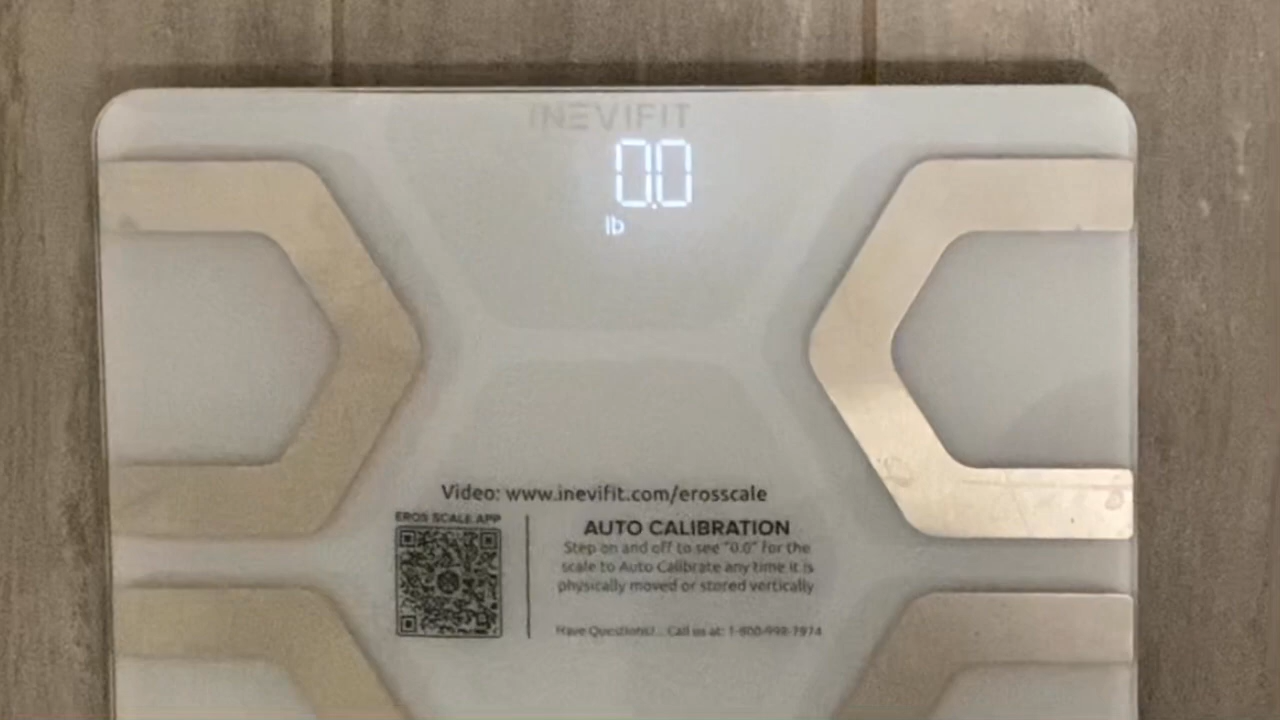 INEVIFIT
0.0
lb
Video: www.inevifit.com/erosscale
EROS SCALE APP
AUTO CALIBRATION
Step on and off to see "0.0" for the
scale to Auto Calibrate any time it is
physically moved or stored vertically
Have Questions?... Call us at: 1-800-998-7974